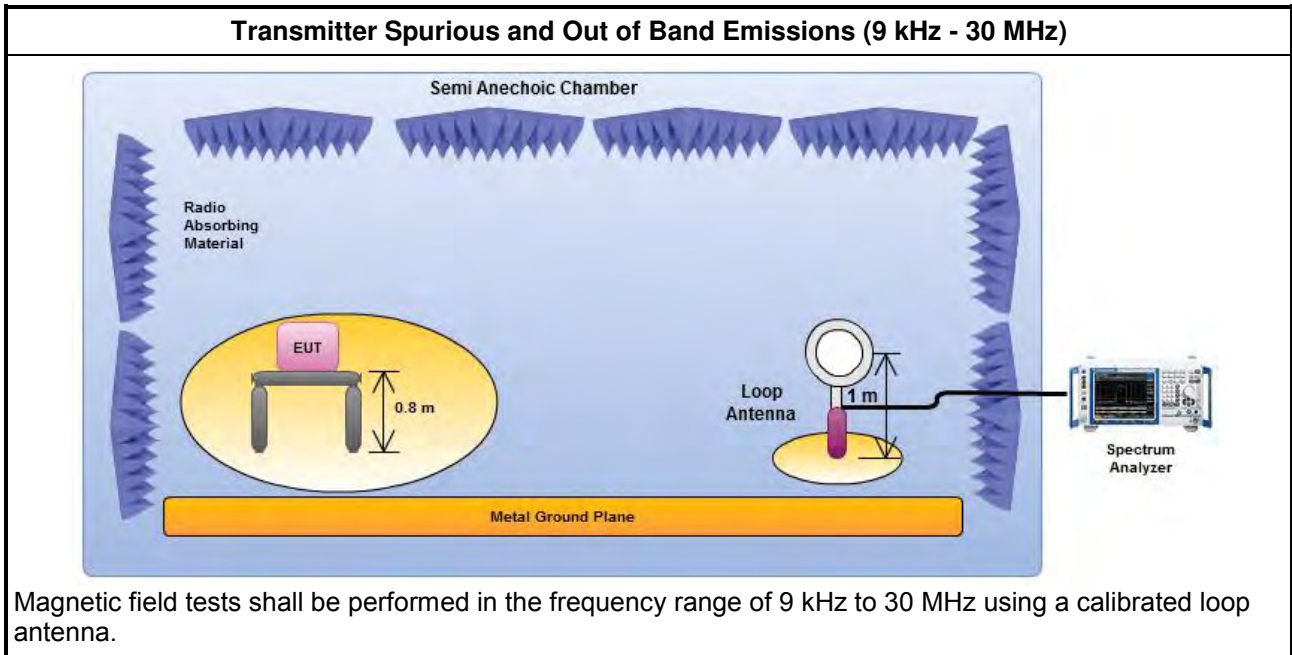 Transmitter Spurious and Out of Band Emissions (9 kHz - 30 MHz)
Semi Anechoic Chamber
Radio
Absorbing
Material
EUT
0.8 m
Loop
Antenna
1 m
Spectrum
Analyzer
Metal Ground Plane
Magnetic field tests shall be performed in the frequency range of 9 kHz to 30 MHz using a calibrated loop
antenna.